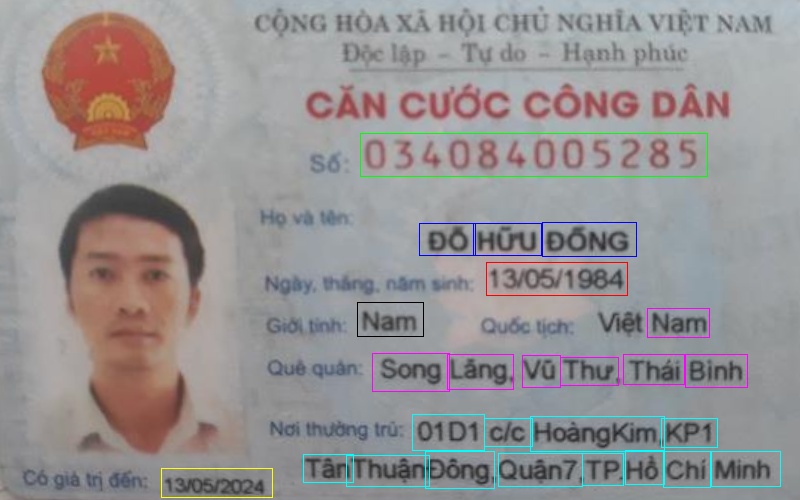 CỘNG HÒA XÃ HỘI CHỦ NGHĨA VIỆT NAM
Độc lập – Tự do – Hạnh phúc
CĂN CƯỚC CÔNG DÂN
Số: 034084005285
Họ và tên:
ĐỖ HỮU ĐỒNG
Ngày, tháng, năm sinh: 13/05/1984
Giới tính: Nam Quốc tịch: Việt Nam
Quê quán: Song Lãng, Vũ Thư, Thái Bình
Nơi thường trú: 01D1 c/c HoàngKim,KP1
Tân Thuận Đông, Quận7, TP. Hồ Chí Minh
Có giá trị đến: 13/05/2024